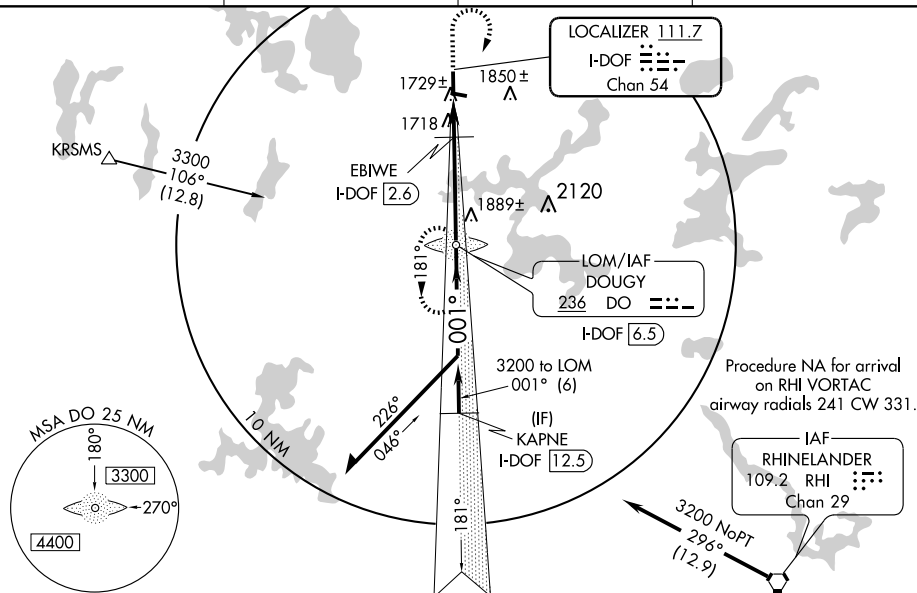 LOCALIZER 111.7
I-DOF
Chan 54
1729±
1850±
1718
KRSMS
3300
106°
(12.8)
EBIWE
I-DOF 2.6
1889±
2120
181°
LOM/IAF
DOUGY
236 DO
I-DOF 6.5
001°
3200 to LOM
001° (6)
(IF)
KAPNE
I-DOF 12.5
226°
046°
10 NM
181°
Procedure NA for arrival
on RHI VORTAC
airway radials 241 CW 331.
IAF
RHINELANDER
109.2 RHI
Chan 29
3200 NoPT
296°
(12.9)
MSA DO 25 NM
180°
3300
270°
4400